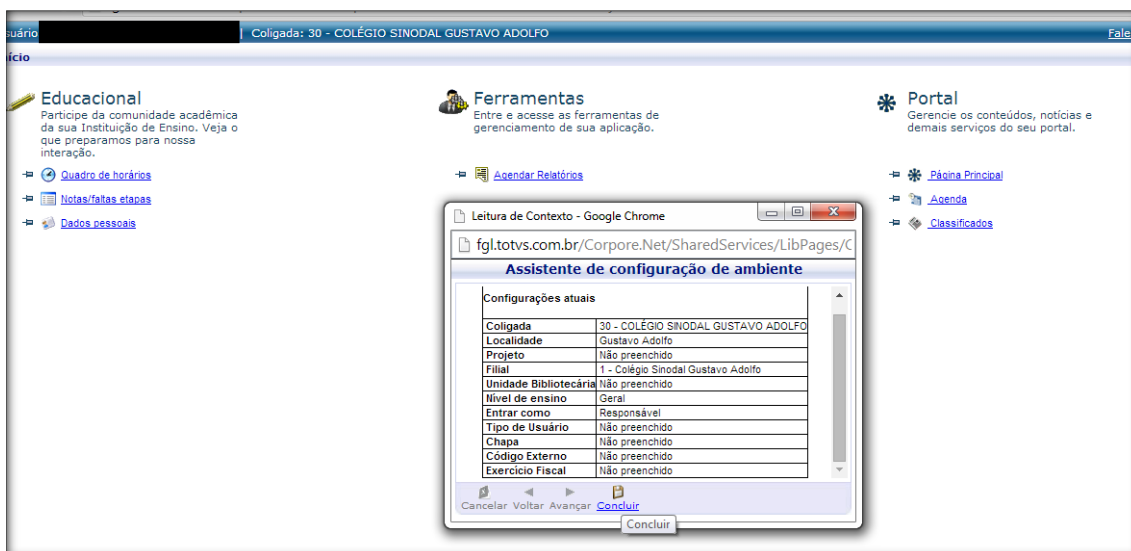 suário
Coligada: 30 - COLÉGIO SINODAL GUSTAVO ADOLFO
Fale
ício
Educacional
Participe da comunidade acadêmica
da sua Instituição de Ensino. Veja o
que preparamos para nossa
interação.
Quadro de horários
Notas/faltas etapas
Dados pessoais
Ferramentas
Entre e acesse as ferramentas de
gerenciamento de sua aplicação.
Agendar Relatórios
Portal
Gerencie os conteúdos, notícias e
demais serviços do seu portal.
Página Principal
Agenda
Classificados
Leitura de Contexto - Google Chrome
fgl.totvs.com.br/Corpore.Net/SharedServices/LibPages/C
Assistente de configuração de ambiente
Configurações atuais
Coligada 30 - COLÉGIO SINODAL GUSTAVO ADOLFO
Localidade Gustavo Adolfo
Projeto Não preenchido
Filial 1 - Colégio Sinodal Gustavo Adolfo
Unidade Bibliotecária Não preenchido
Nível de ensino Geral
Entrar como Responsável
Tipo de Usuário Não preenchido
Chapa Não preenchido
Código Externo Não preenchido
Exercício Fiscal Não preenchido
Cancelar Voltar Avançar Concluir
Concluir